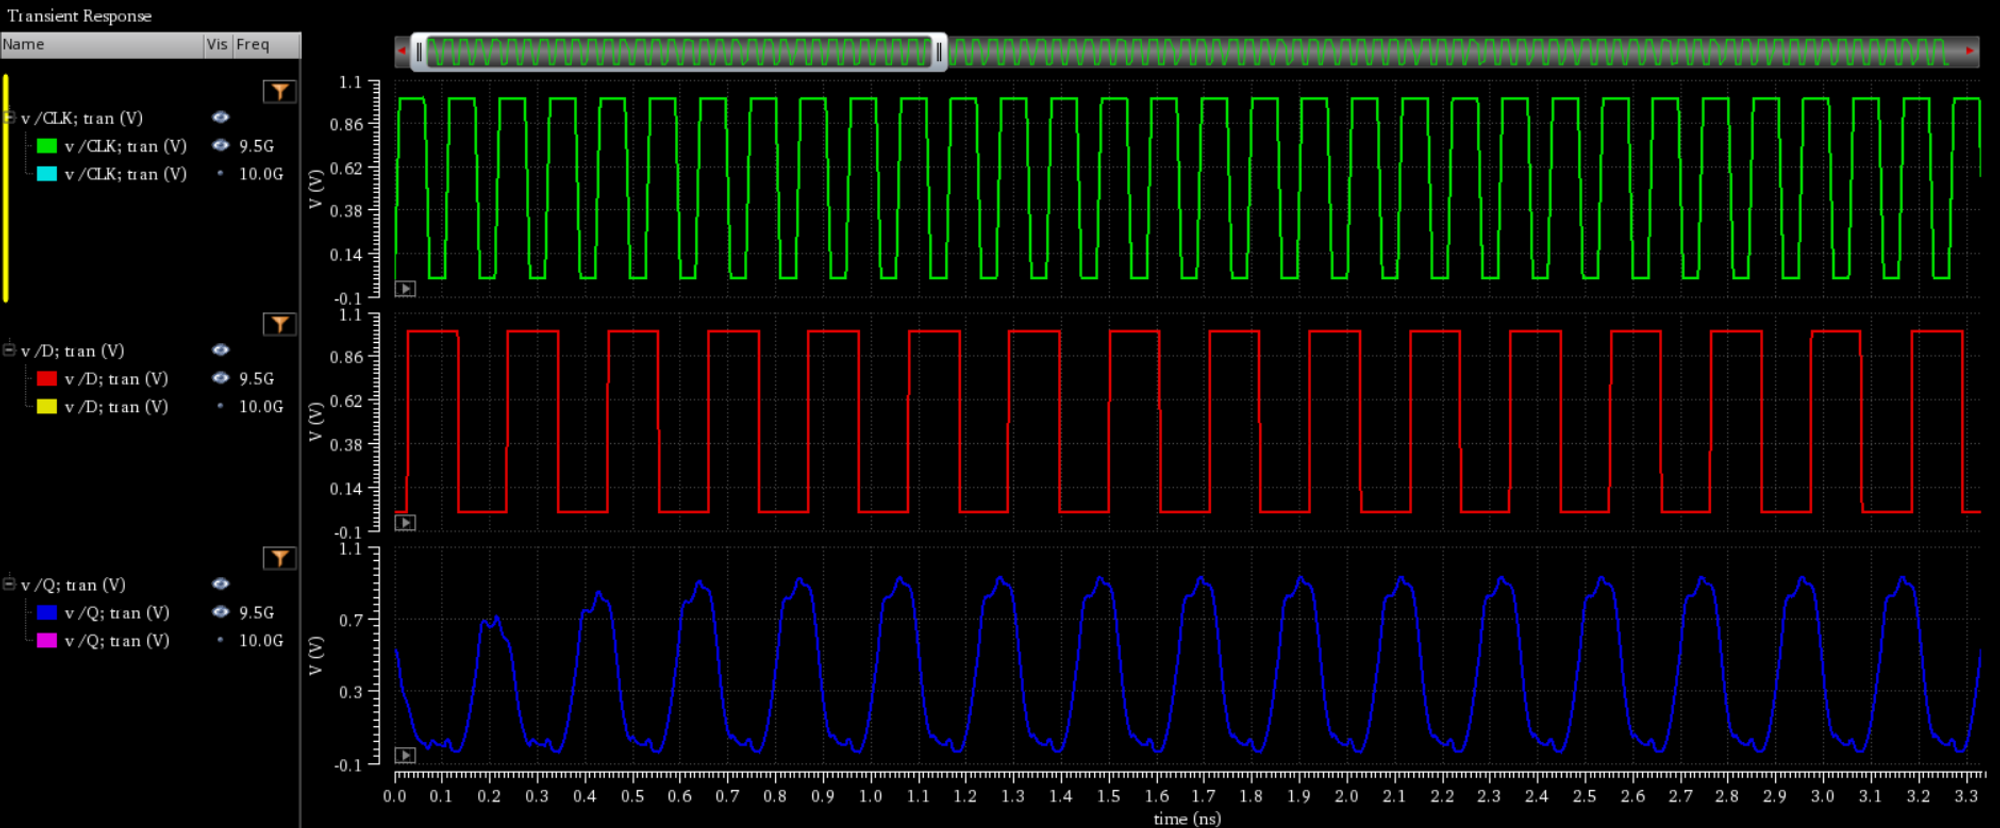 Transient Response
Name Vis Freq
v /CLK; tran (V)
v /CLK; tran (V) 9.5G
v /CLK; tran (V) 10.0G
v /D; tran (V)
v /D; tran (V) 9.5G
v /D; tran (V) 10.0G
v /Q; tran (V)
v /Q; tran (V) 9.5G
v /Q; tran (V) 10.0G
1.1
0.86
0.62
0.38
0.14
-0.1
V (V)
1.1
0.86
0.62
0.38
0.14
-0.1
V (V)
1.1
0.7
0.3
-0.1
V (V)
0.0 0.1 0.2 0.3 0.4 0.5 0.6 0.7 0.8 0.9 1.0 1.1 1.2 1.3 1.4 1.5 1.6 1.7 1.8 1.9 2.0 2.1 2.2 2.3 2.4 2.5 2.6 2.7 2.8 2.9 3.0 3.1 3.2 3.3
time (ns)